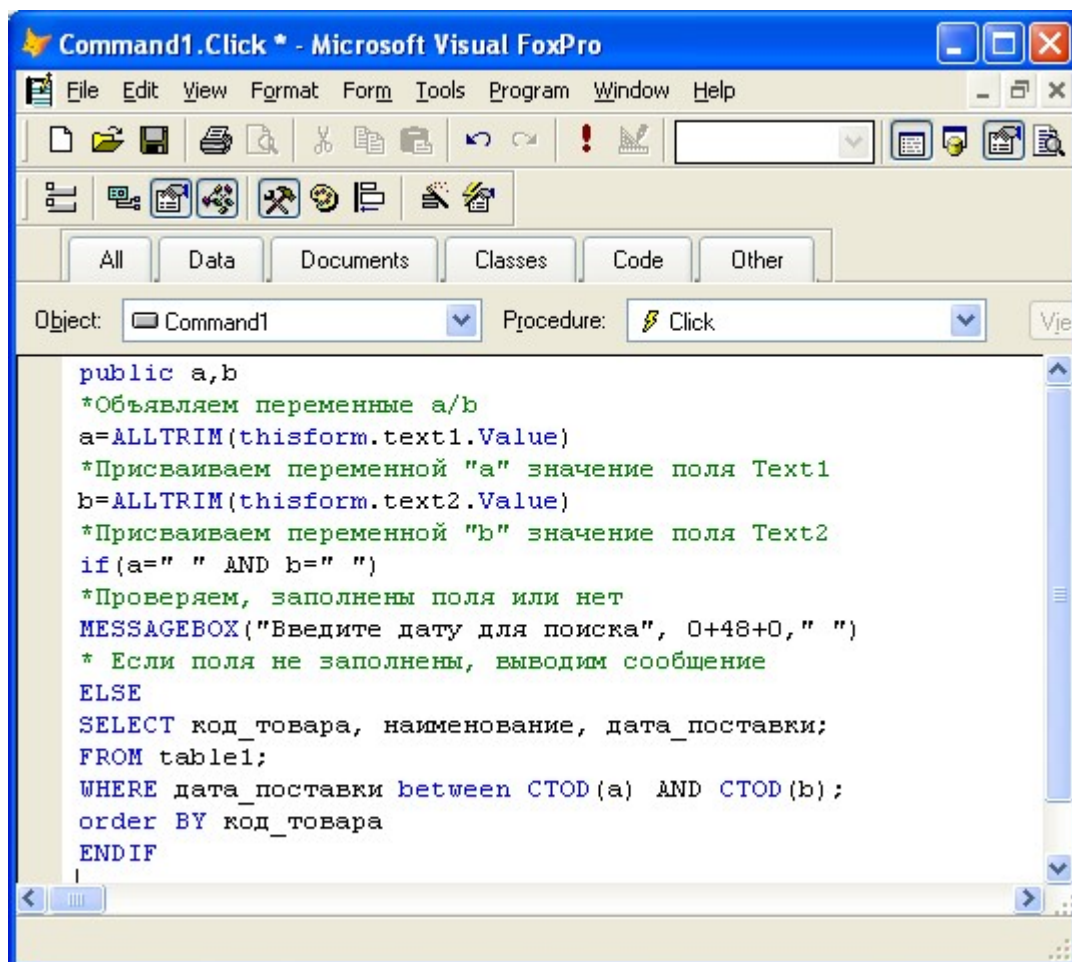 Command1.Click * - Microsoft Visual FoxPro
File Edit View Format Form Tools Program Window Help
All Data Documents Classes Code Other
Object: Command1 Procedure: Click
public a,b
*Объявляем переменные a/b
a=ALLTRIM(thisform.text1.Value)
*Присваиваем переменной "a" значение поля Text1
b=ALLTRIM(thisform.text2.Value)
*Присваиваем переменной "b" значение поля Text2
if(a=" " AND b=" ")
*Проверяем, заполнены поля или нет
MESSAGEBOX("Введите дату для поиска", 0+48+0," ")
* Если поля не заполнены, выводим сообщение
ELSE
SELECT код_товара, наименование, дата_поставки;
FROM table1;
WHERE дата_поставки between CTOD(a) AND CTOD(b);
order BY код_товара
ENDIF